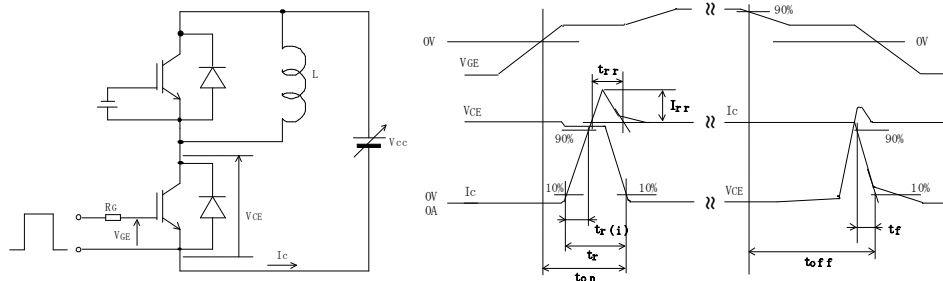 L
Vcc
RG
VGE
VCE
Ic
0V
VGE
VCE
0V
0A
Ic
trr
Irr
90%
10%
10%
tr(i)
tr
ton
90%
0V
Ic
90%
VCE
10%
tf
toff